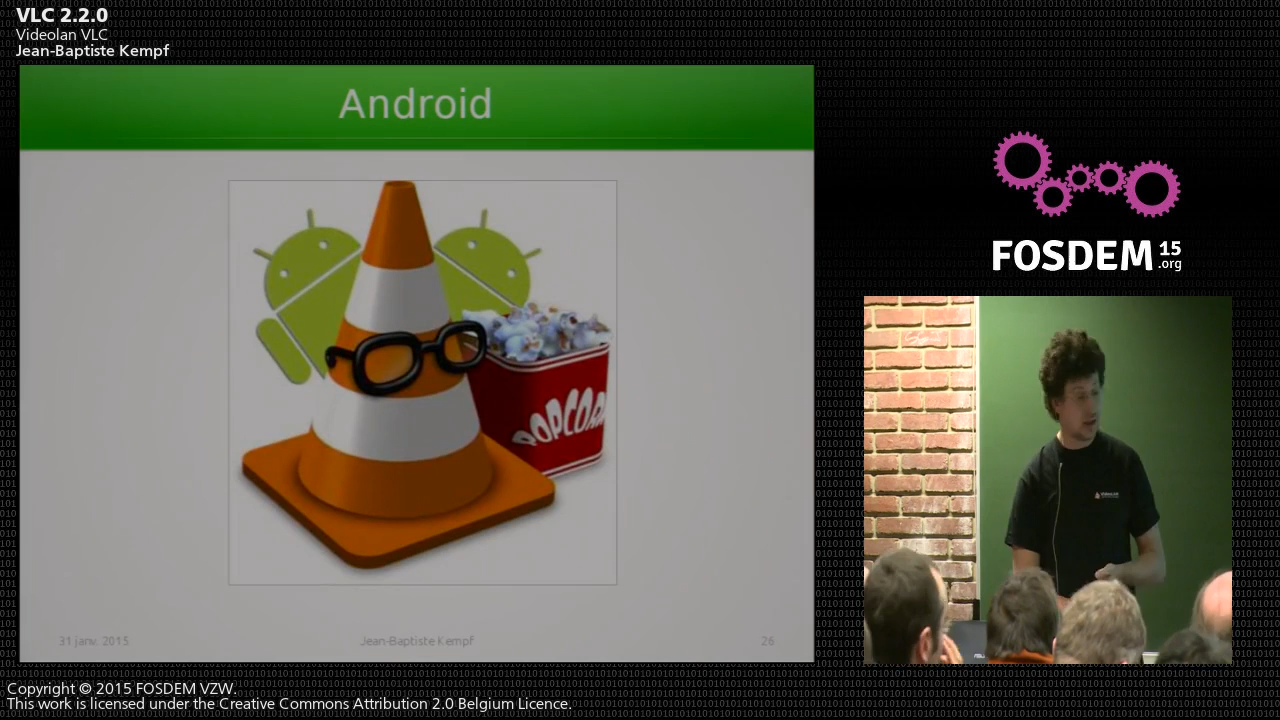 VLC 2.2.0
Videolan VLC
Jean-Baptiste Kempf
Android
POPCORN
31 janv. 2015
Jean-Baptiste Kempf
26
FOSDEM 15
.org
Copyright © 2015 FOSDEM VZW.
This work is licensed under the Creative Commons Attribution 2.0 Belgium Licence.